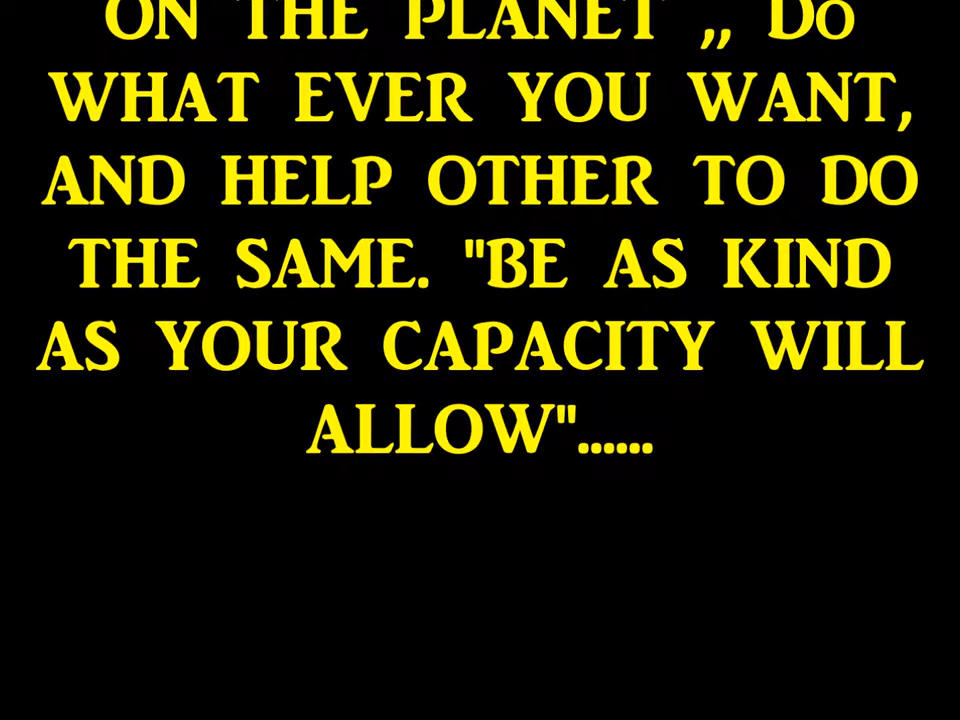 ON THE PLANET ,, Do
WHAT EVER YOU WANT,
AND HELP OTHER TO DO
THE SAME. "BE AS KIND
AS YOUR CAPACITY WILL
ALLOW"......